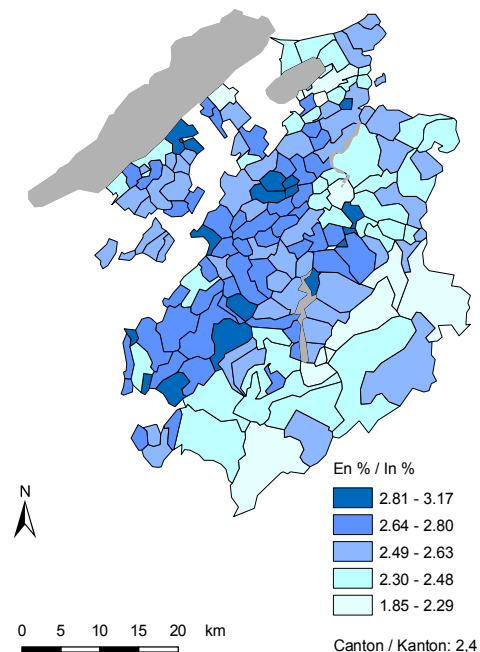 En % / In %
N
2.81 - 3.17
2.64 - 2.80
2.49 - 2.63
2.30 - 2.48
1.85 - 2.29
0 5 10 15 20 km
Canton / Kanton: 2,4